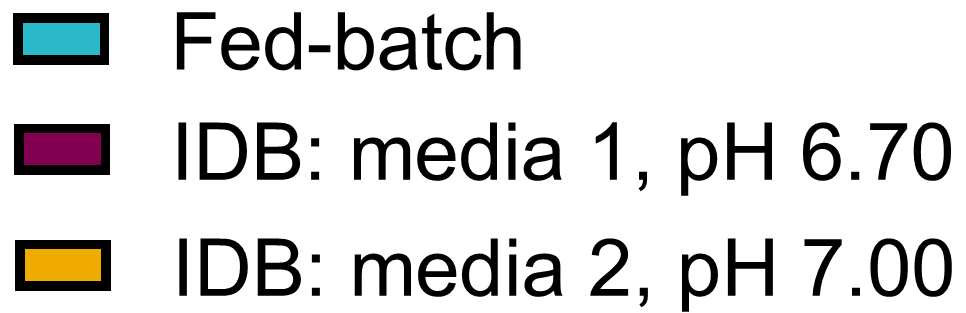 Fed-batch
IDB: media 1, pH 6.70
IDB: media 2, pH 7.00